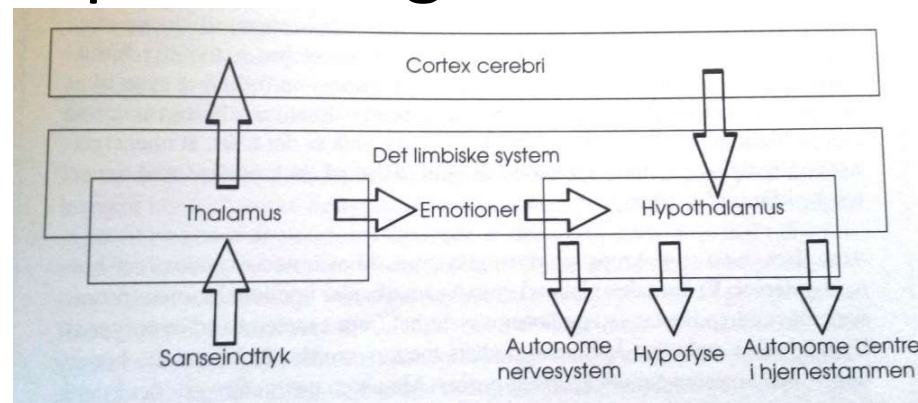 Cortex cerebri
Det limbiske system
Thalamus
Emotioner
Hypothalamus
Sanseindtryk
Autonome
nervesystem
Hypofyse
Autonome centre
i hjernestammen